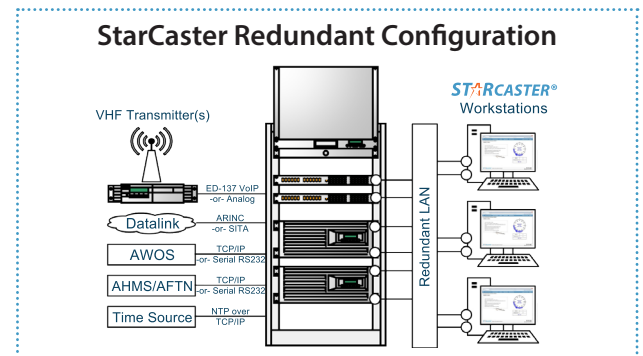 StarCaster Redundant Configuration
STARCASTER®
Workstations
VHF Transmitter(s)
ED-137 VoIP
-or- Analog
Datalink
ARINC
-or- SITA
AWOS
TCP/IP
-or- Serial RS232
AHMS/AFTN
TCP/IP
-or- Serial RS232
Time Source
NTP over
TCP/IP
Redundant LAN